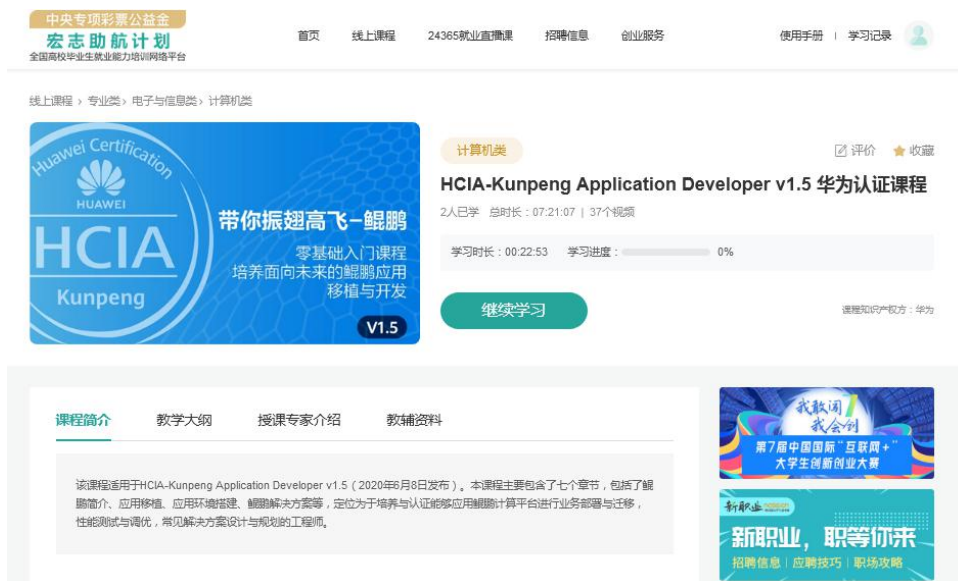 中央专项彩票公益金
宏志助航计划
全国高校毕业生就业能力培训网络平台
首页 线上课程 24365就业直播课 招聘信息 创业服务 使用手册 | 学习记录
线上课程 > 专业类 > 电子与信息类 > 计算机类
Huawei Certification
HUAWEI
HCIA
Kunpeng
带你振翅高飞-鲲鹏
零基础入门课程
培养面向未来的鲲鹏应用
移植与开发
V1.5
计算机类 评价 收藏
HCIA-Kunpeng Application Developer v1.5 华为认证课程
2人已学 总时长:07:21:07 | 37个视频
学习时长:00:22:53 学习进度: 0%
继续学习 课程知识产权方:华为
课程简介 教学大纲 授课专家介绍 教辅资料
该课程适用于HCIA-Kunpeng Application Developer v1.5(2020年6月8日发布)。本课程主要包含了七个章节,包括了鲲
鹏简介、应用移植、应用环境搭建、鲲鹏解决方案等,定位于培养与认证能够应用鲲鹏计算平台进行业务部署与迁移,
性能测试与调优,常见解决方案设计与规划的工程师。
我敢闯
我会创
第7届中国国际“互联网+”
大学生创新创业大赛
新职业
新职业,职等你来
招聘信息 | 应聘技巧 | 职场攻略